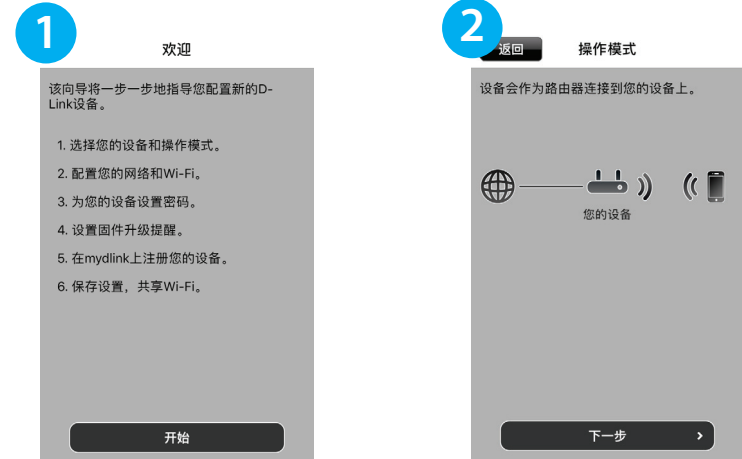 1
欢迎
该向导将一步一步地指导您配置新的D-
Link设备。
1. 选择您的设备和操作模式。
2. 配置您的网络和Wi-Fi。
3. 为您的设备设置密码。
4. 设置固件升级提醒。
5. 在mydlink上注册您的设备。
6. 保存设置，共享Wi-Fi。
开始
2
返回
操作模式
设备会作为路由器连接到您的设备上。
您的设备
下一步